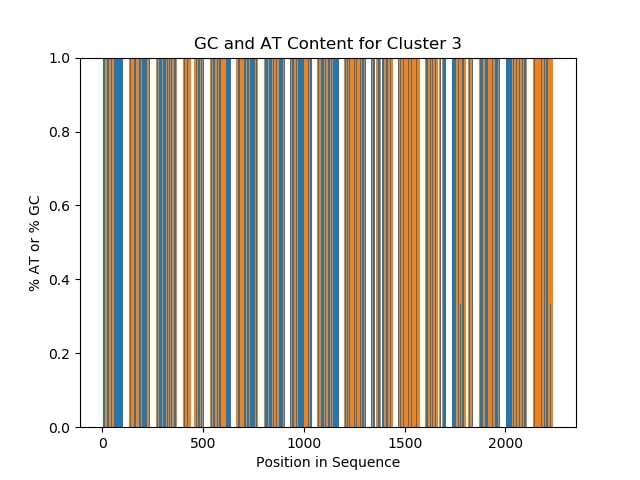 GC and AT Content for Cluster 3
1.0
0.8
0.6
0.4
0.2
0.0
% AT or % GC
0 500 1000 1500 2000
Position in Sequence